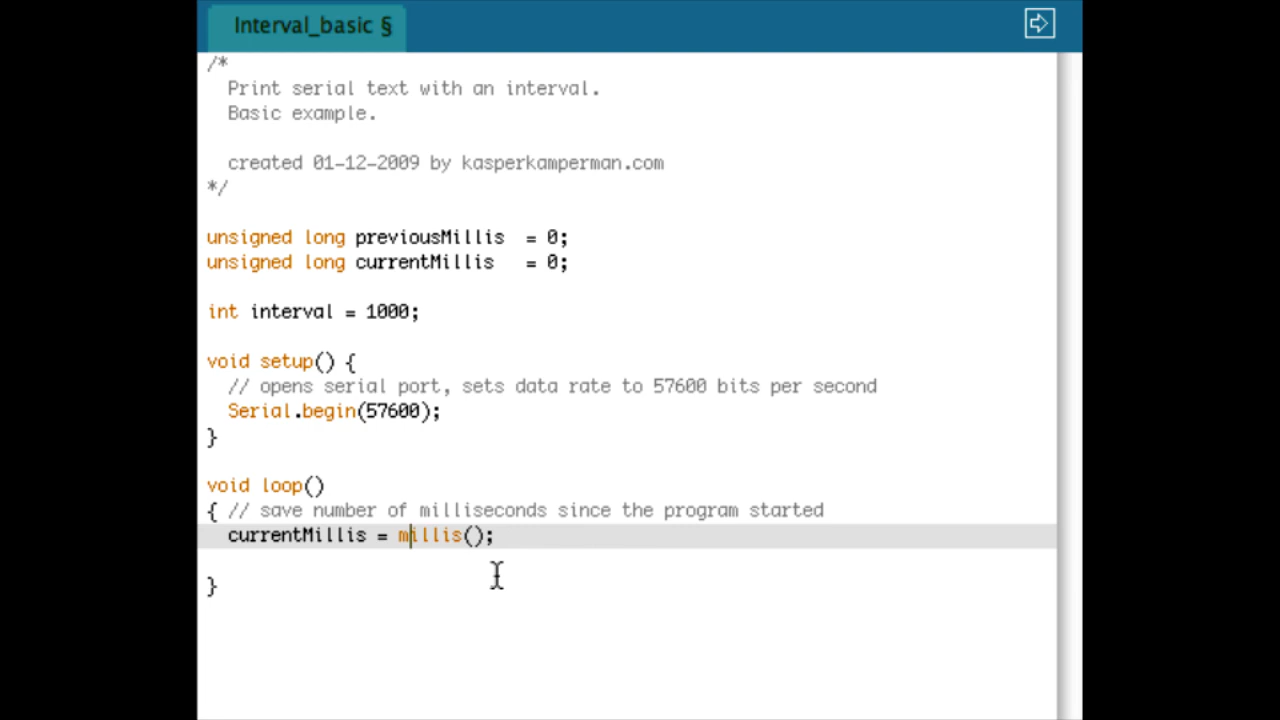 Interval_basic §
/*
Print serial text with an interval.
Basic example.
created 01-12-2009 by kasperkamperman.com
*/
unsigned long previousMillis  = 0;
unsigned long currentMillis   = 0;
int interval = 1000;
void setup() {
// opens serial port, sets data rate to 57600 bits per second
Serial.begin(57600);
}
void loop()
{ // save number of milliseconds since the program started
currentMillis = millis();
}